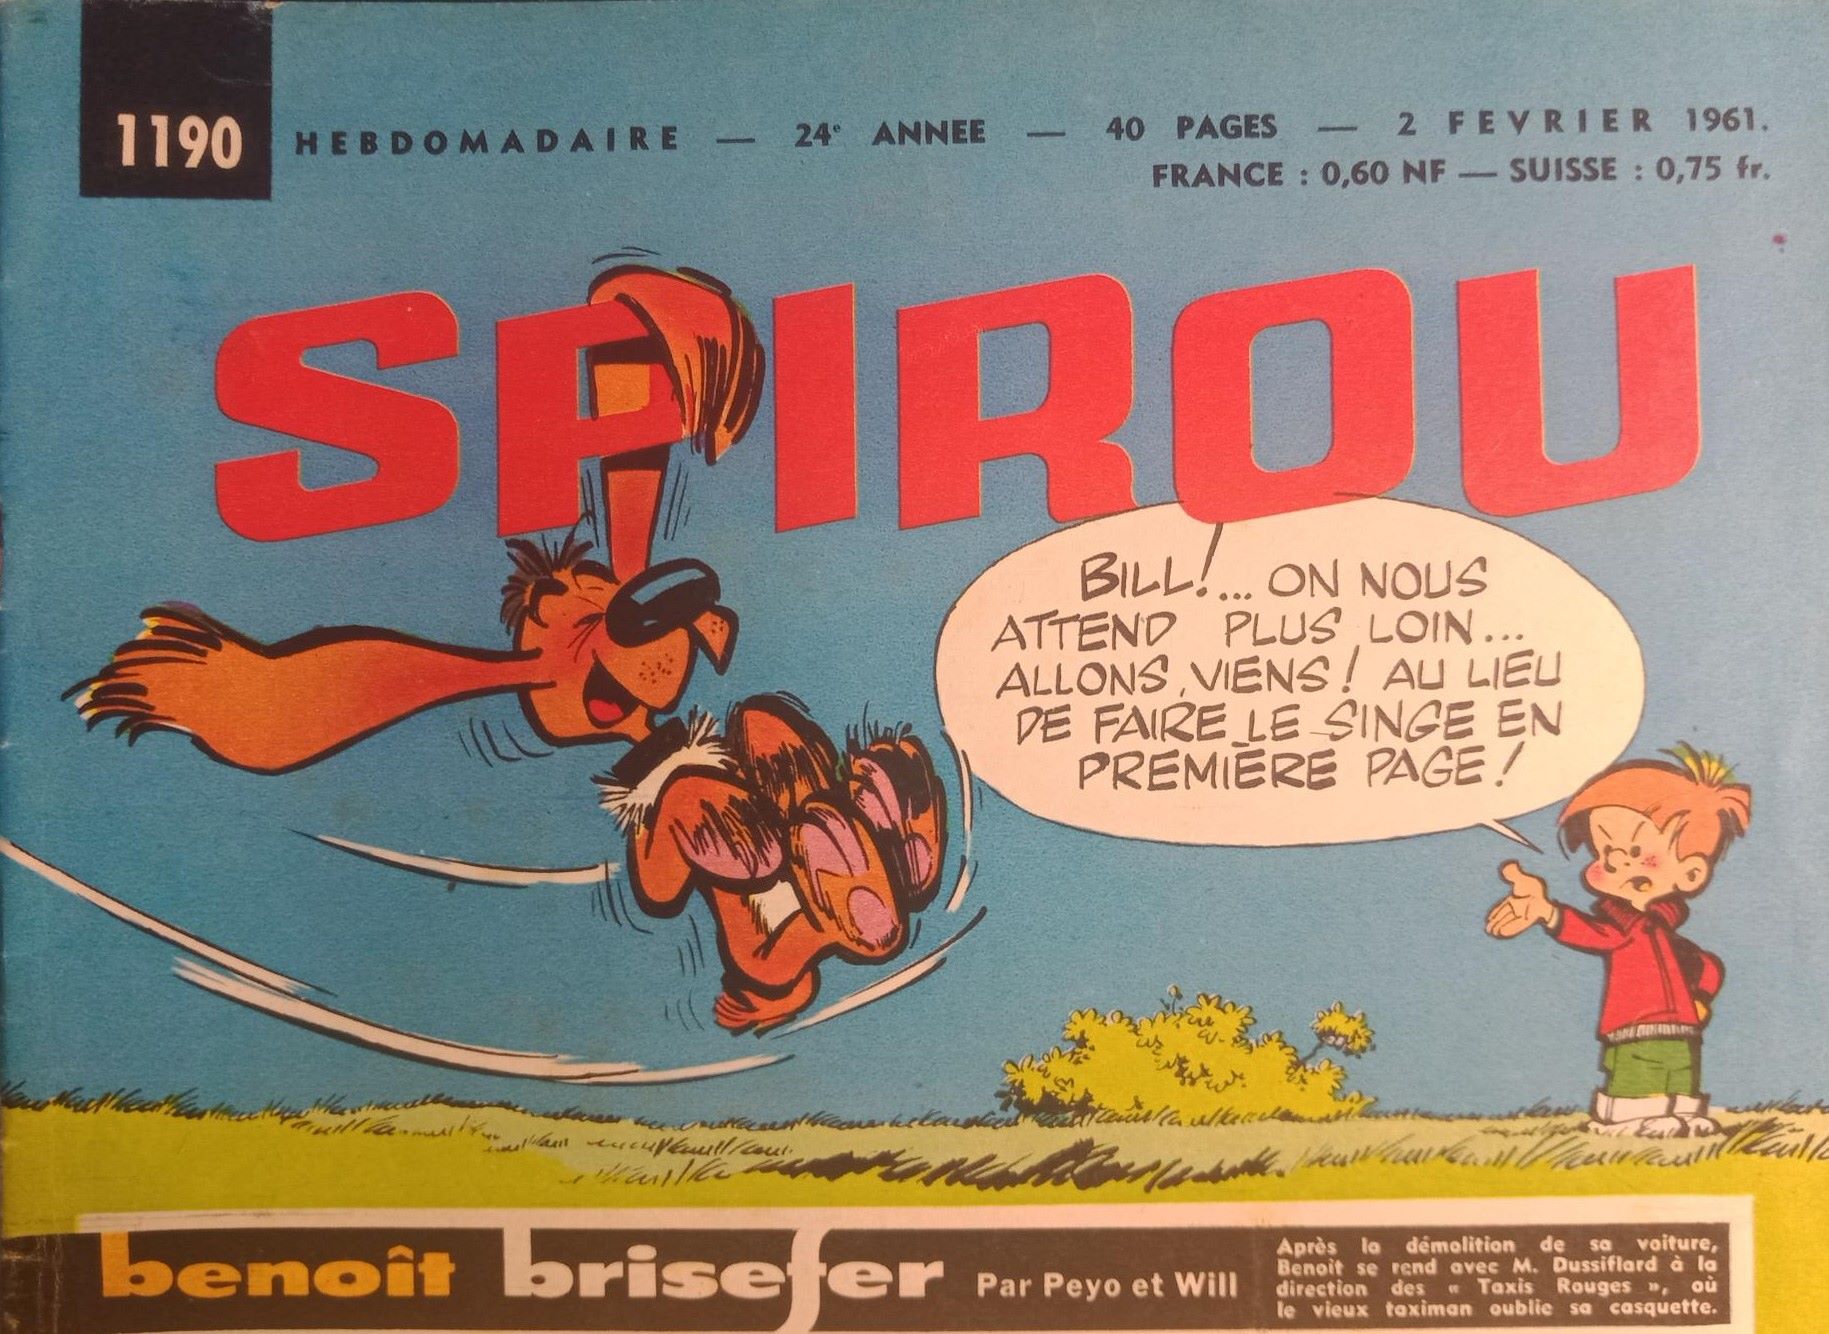 1190
HEBDOMADAIRE — 24e ANNEE — 40 PAGES — 2 FEVRIER 1961.
FRANCE : 0,60 NF — SUISSE : 0,75 fr.
SPIROU
BILL!... ON NOUS
ATTEND PLUS LOIN...
ALLONS, VIENS! AU LIEU
DE FAIRE LE SINGE EN
PREMIÈRE PAGE!
benoît brisefer Par Peyo et Will
Après la démolition de sa voiture,
Benoît se rend avec M. Dussiflard à la
direction des « Taxis Rouges », où
le vieux taximan oublie sa casquette.